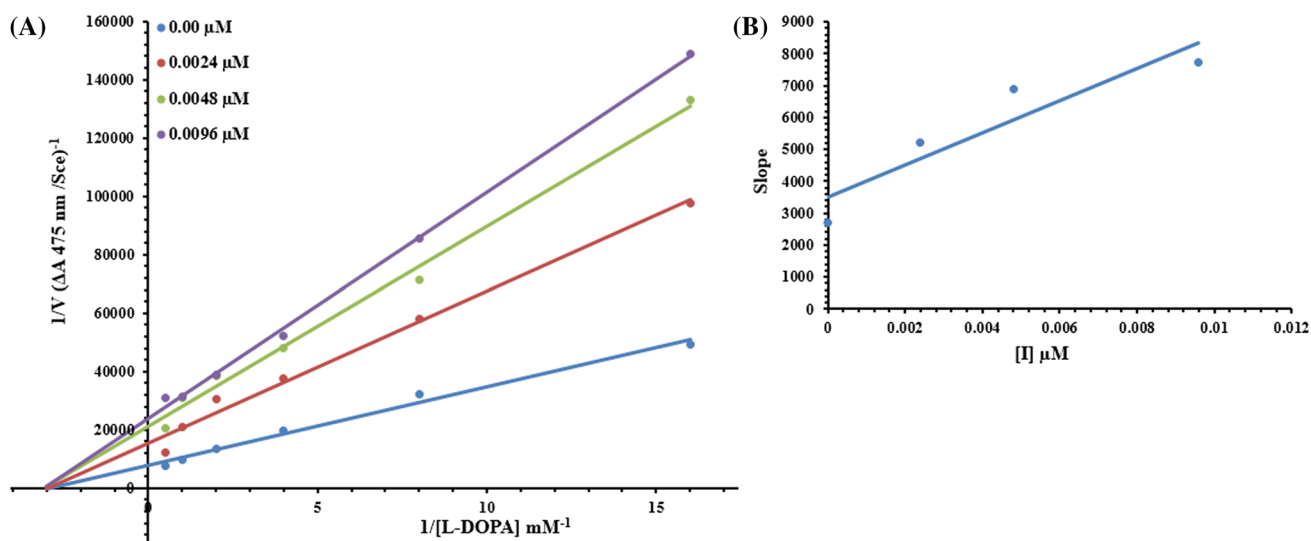 (A)
160000
140000
120000
100000
80000
60000
40000
20000
0
0.00 µM
0.0024 µM
0.0048 µM
0.0096 µM
1/V (ΔA 475 nm /Sce)-1
0 5 10 15
1/[L-DOPA] mM-1
(B)
9000
8000
7000
6000
5000
4000
3000
2000
1000
0
Slope
0 0.002 0.004 0.006 0.008 0.01 0.012
[I] µM